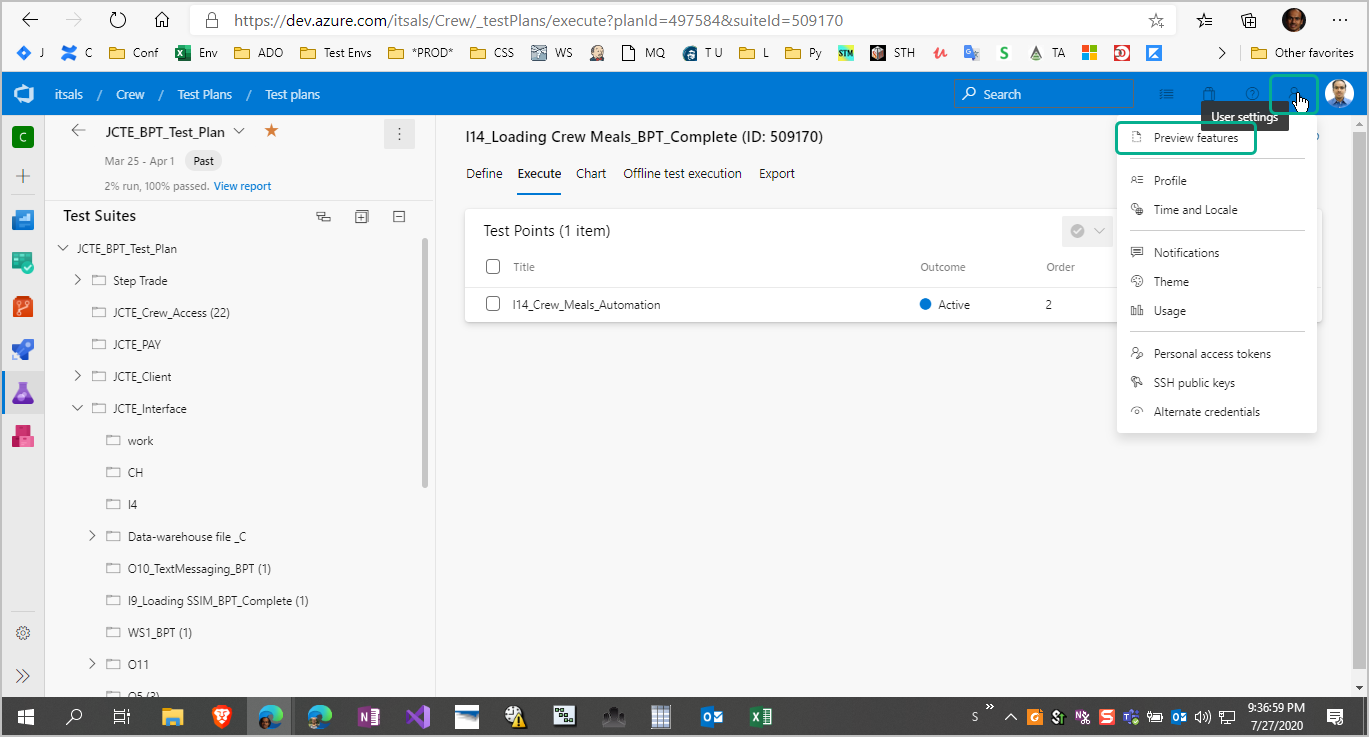 https://dev.azure.com/itsals/Crew/_testPlans/execute?planId=497584&suiteId=509170
J C Conf Env ADO Test Envs *PROD* CSS WS MQ T U L Py STM STH TA Other favorites
itsals / Crew / Test Plans / Test plans
Search
User settings
C
JCTE_BPT_Test_Plan
Mar 25 - Apr 1 Past
2% run, 100% passed. View report
Test Suites
JCTE_BPT_Test_Plan
Step Trade
JCTE_Crew_Access (22)
JCTE_PAY
JCTE_Client
JCTE_Interface
work
CH
I4
Data-warehouse file _C
O10_TextMessaging_BPT (1)
I9_Loading SSIM_BPT_Complete (1)
WS1_BPT (1)
O11
O5 (3)
I14_Loading Crew Meals_BPT_Complete (ID: 509170)
Define Execute Chart Offline test execution Export
Test Points (1 item)
Title Outcome Order
I14_Crew_Meals_Automation Active 2
Preview features
Profile
Time and Locale
Notifications
Theme
Usage
Personal access tokens
SSH public keys
Alternate credentials
S
9:36:59 PM
7/27/2020